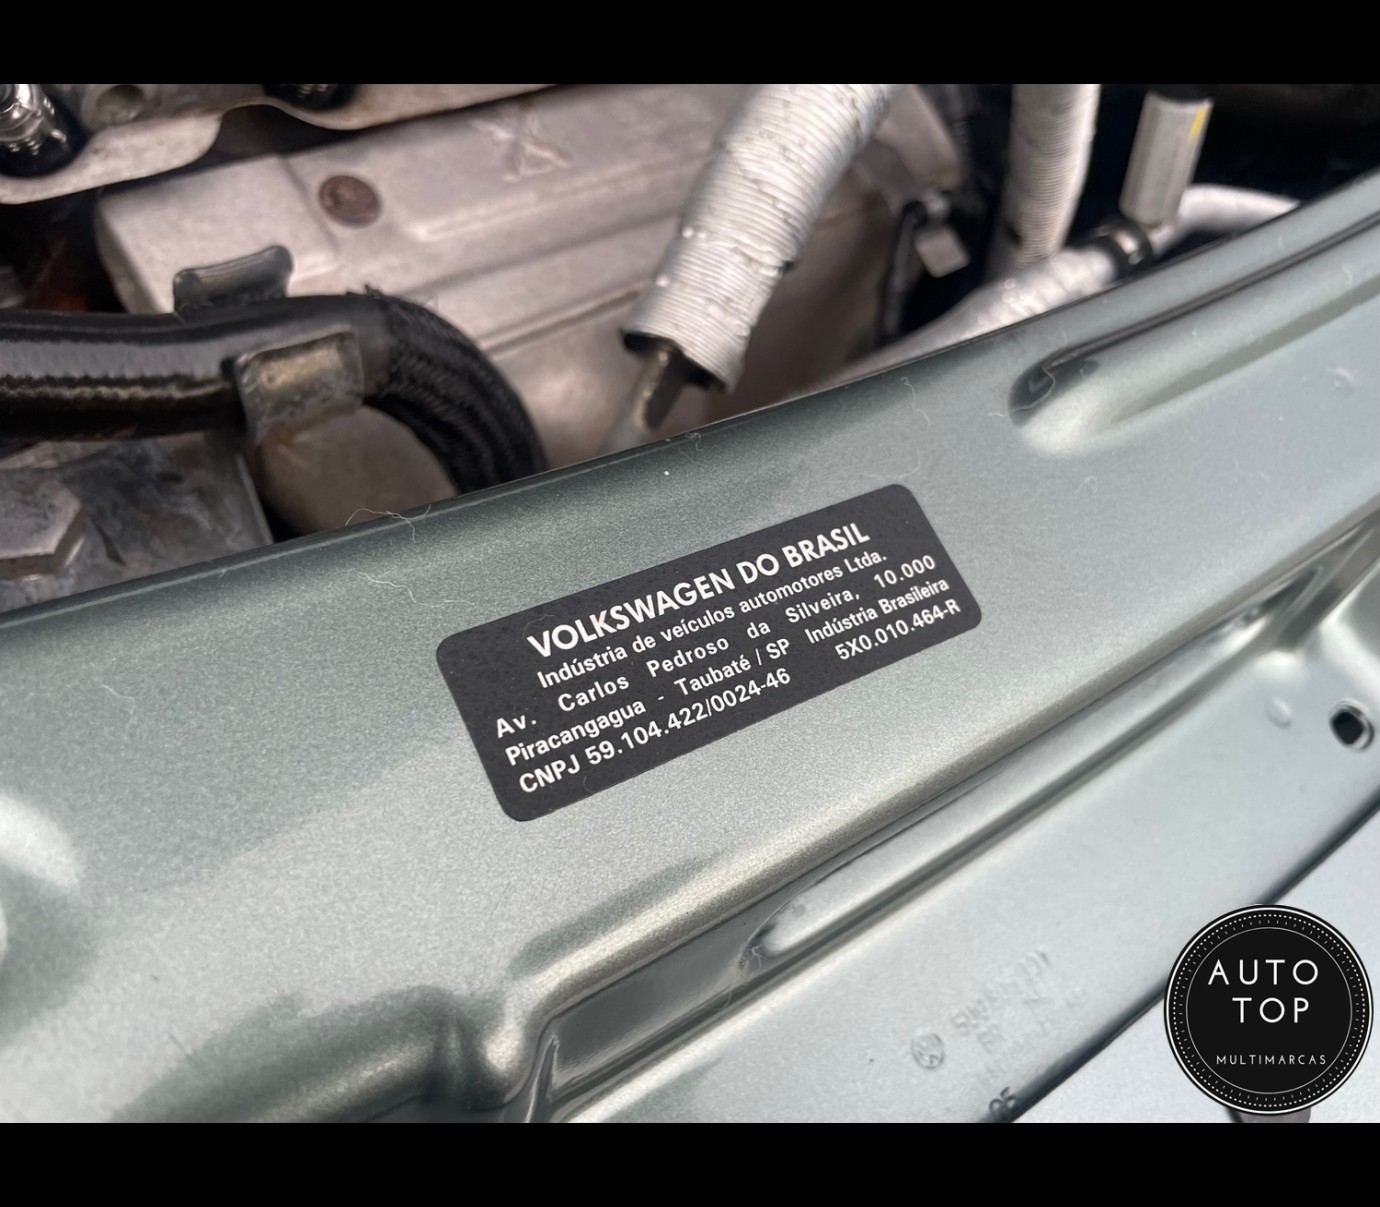 VOLKSWAGEN DO BRASIL
Indústria de veículos automotores Ltda.
Av. Carlos Pedroso da Silveira, 10.000
Piracangagua - Taubaté / SP Indústria Brasileira
CNPJ 59.104.422/0024-46 5X0.010.464-R
AUTO
TOP
MULTIMARCAS